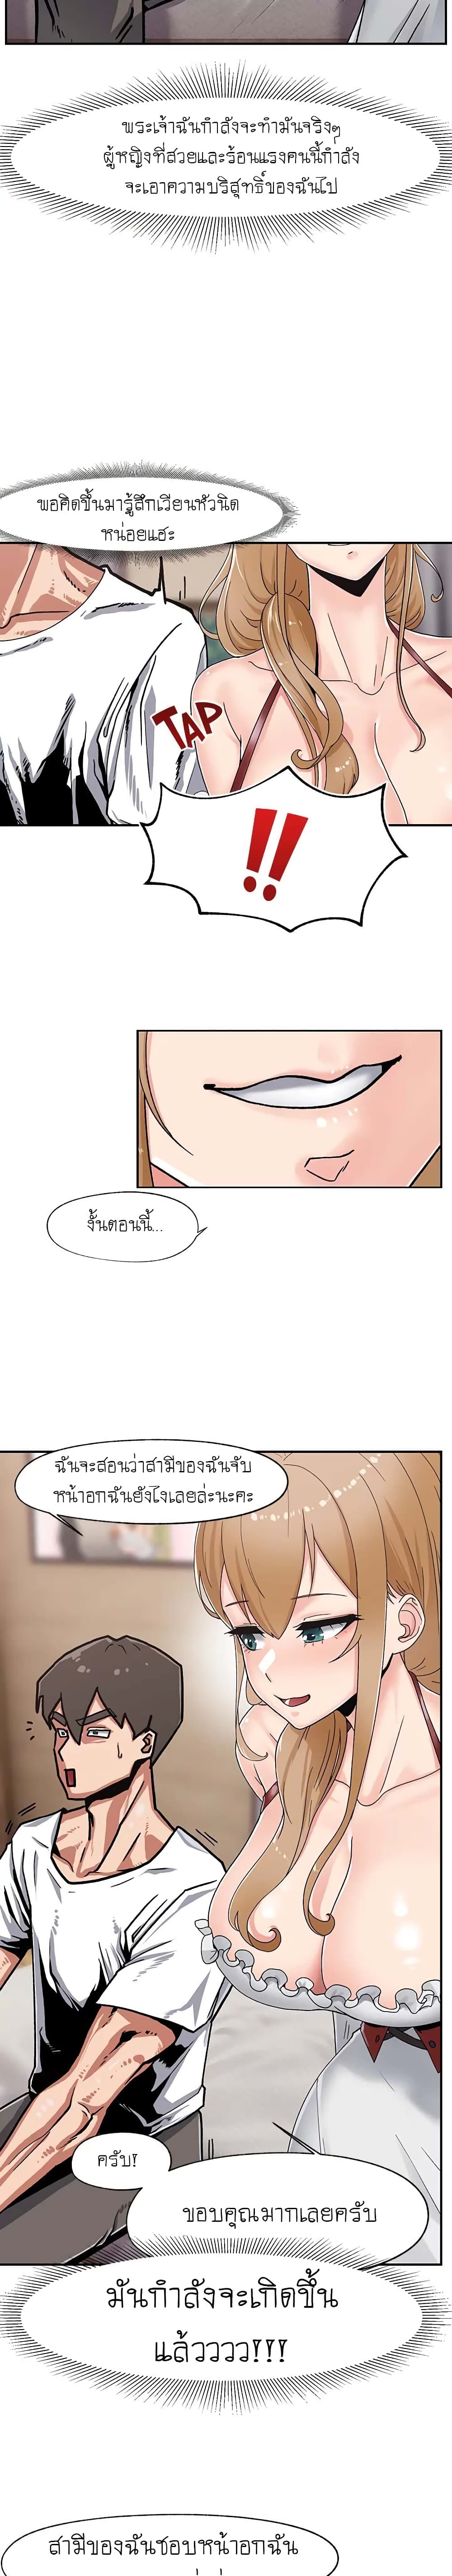 พระเจ้าฉันกำลังจะทำมันจริงๆ
ผู้หญิงที่สวยและร้อนแรงคนนี้กำลัง
จะเอาความบริสุทธิ์ของฉันไป
พอคิดขึ้นมารู้สึกเวียนหัวนิด
หน่อยแฮะ
TAP
!!
งั้นตอนนี้...
ฉันจะสอนว่าสามีของฉันจับ
หน้าอกฉันยังไงเลยล่ะนะคะ
ครับ!
ขอบคุณมากเลยครับ
มันกำลังจะเกิดขึ้น
แล้วววว!!!
สามีของฉันชอบหน้าอกฉัน